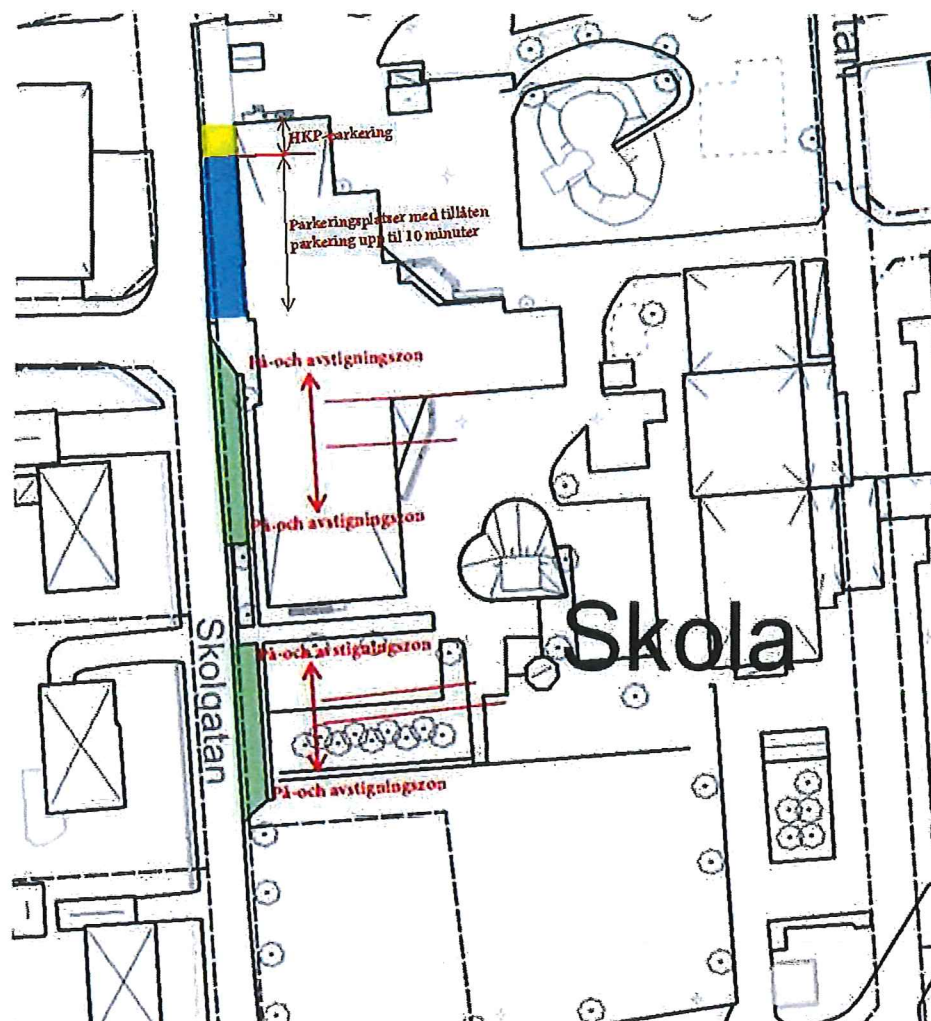 tan
HKP-parkering
Parkeringsplatser med tillåten
parkering upp til 10 minuter
På-och avstigningszon
På-och avstigningszon
Skola
Skolgatan
På-och avstigningszon
På-och avstigningszon